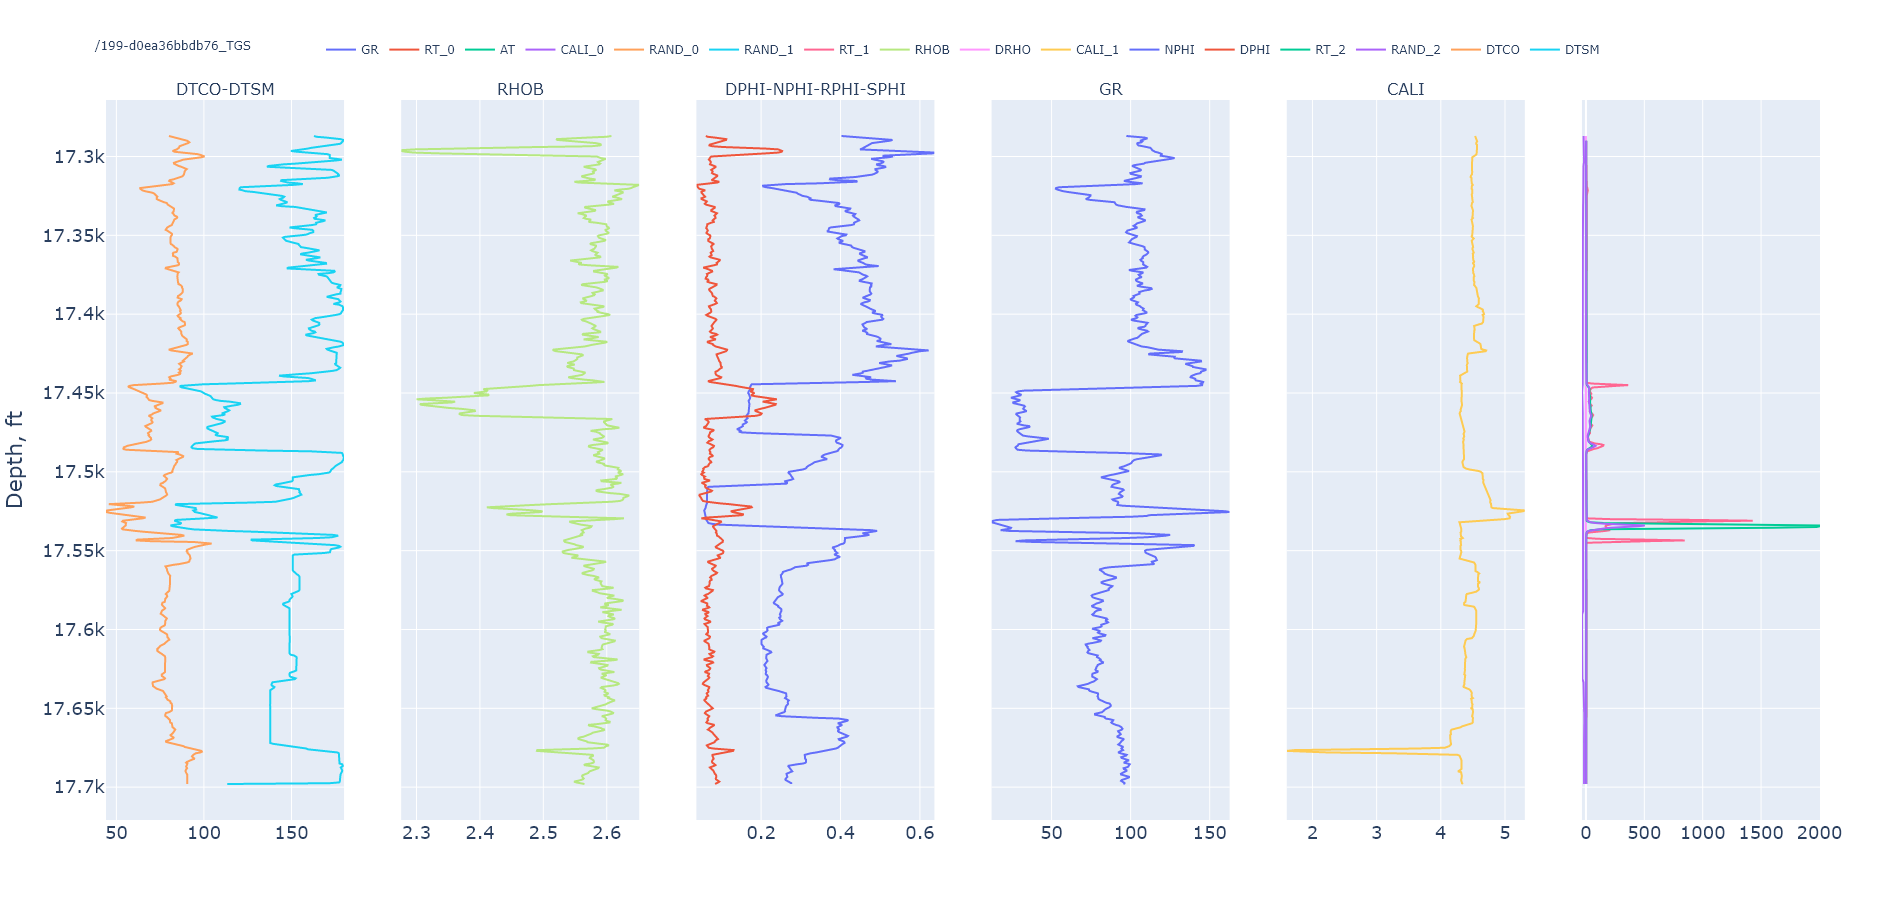 /199-d0ea36bbdb76_TGS
GR RT_0 AT CALI_0 RAND_0 RAND_1 RT_1 RHOB DRHO CALI_1 NPHI DPHI RT_2 RAND_2 DTCO DTSM
DTCO-DTSM RHOB DPHI-NPHI-RPHI-SPHI GR CALI
17.3k
17.35k
17.4k
17.45k
17.5k
17.55k
17.6k
17.65k
17.7k
Depth, ft
50 100 150 2.3 2.4 2.5 2.6 0.2 0.4 0.6 50 100 150 2 3 4 5 0 500 1000 1500 2000